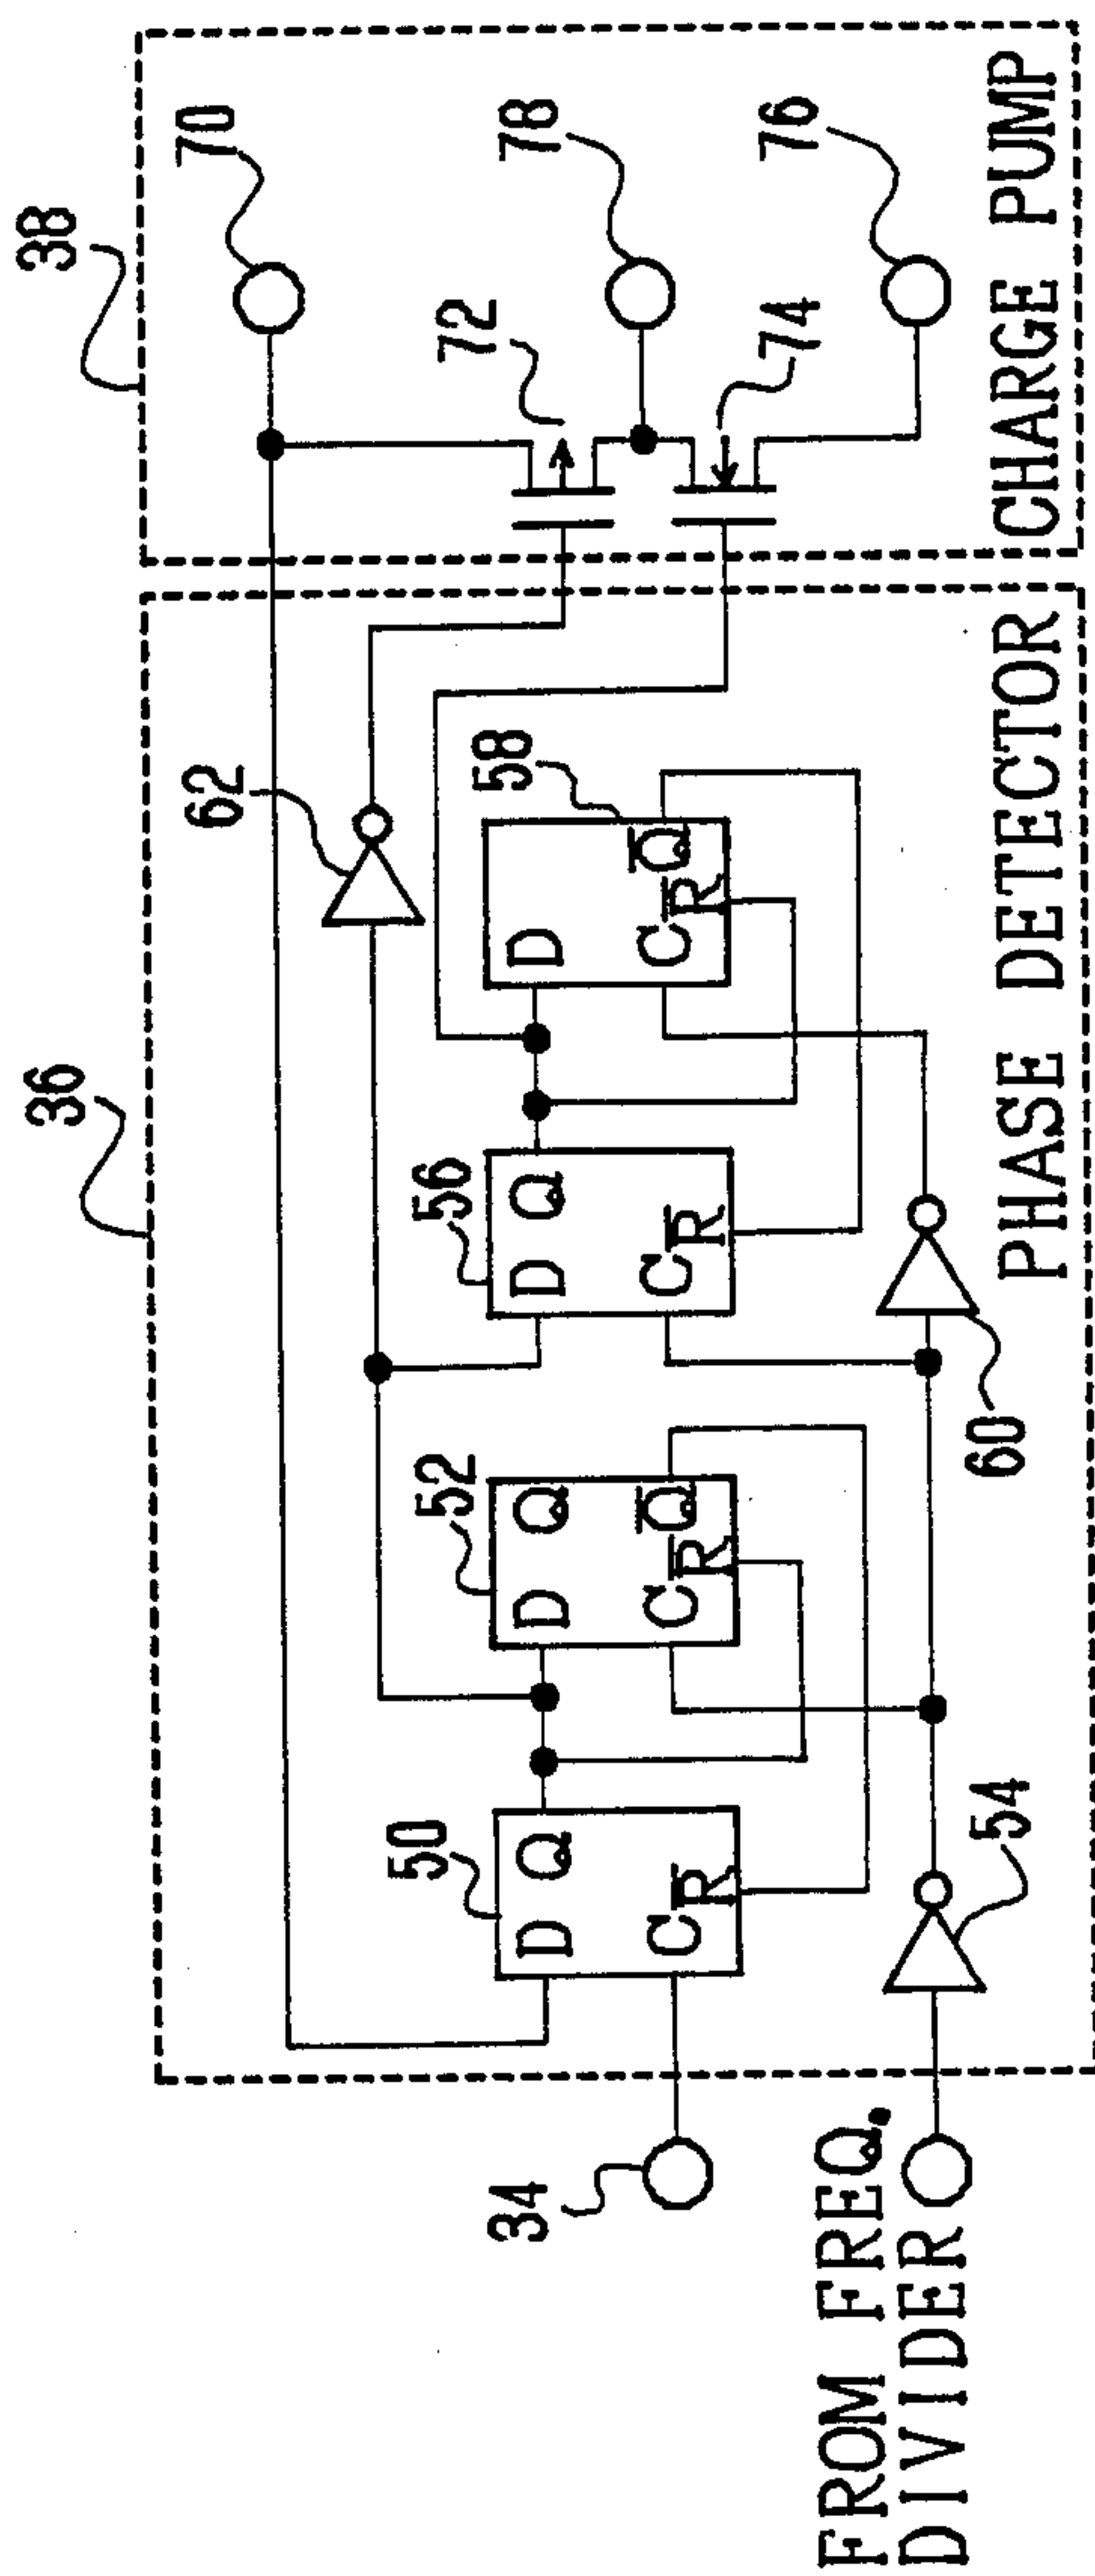 36
38
62
70
50
52
56
58
72
78
74
76
34
D Q
C R̅
D Q
C R̅ Q̅
D Q
C R̅
D
C R̅ Q̅
54
60
FROM FREQ.
DIVIDER
PHASE DETECTOR
CHARGE PUMP